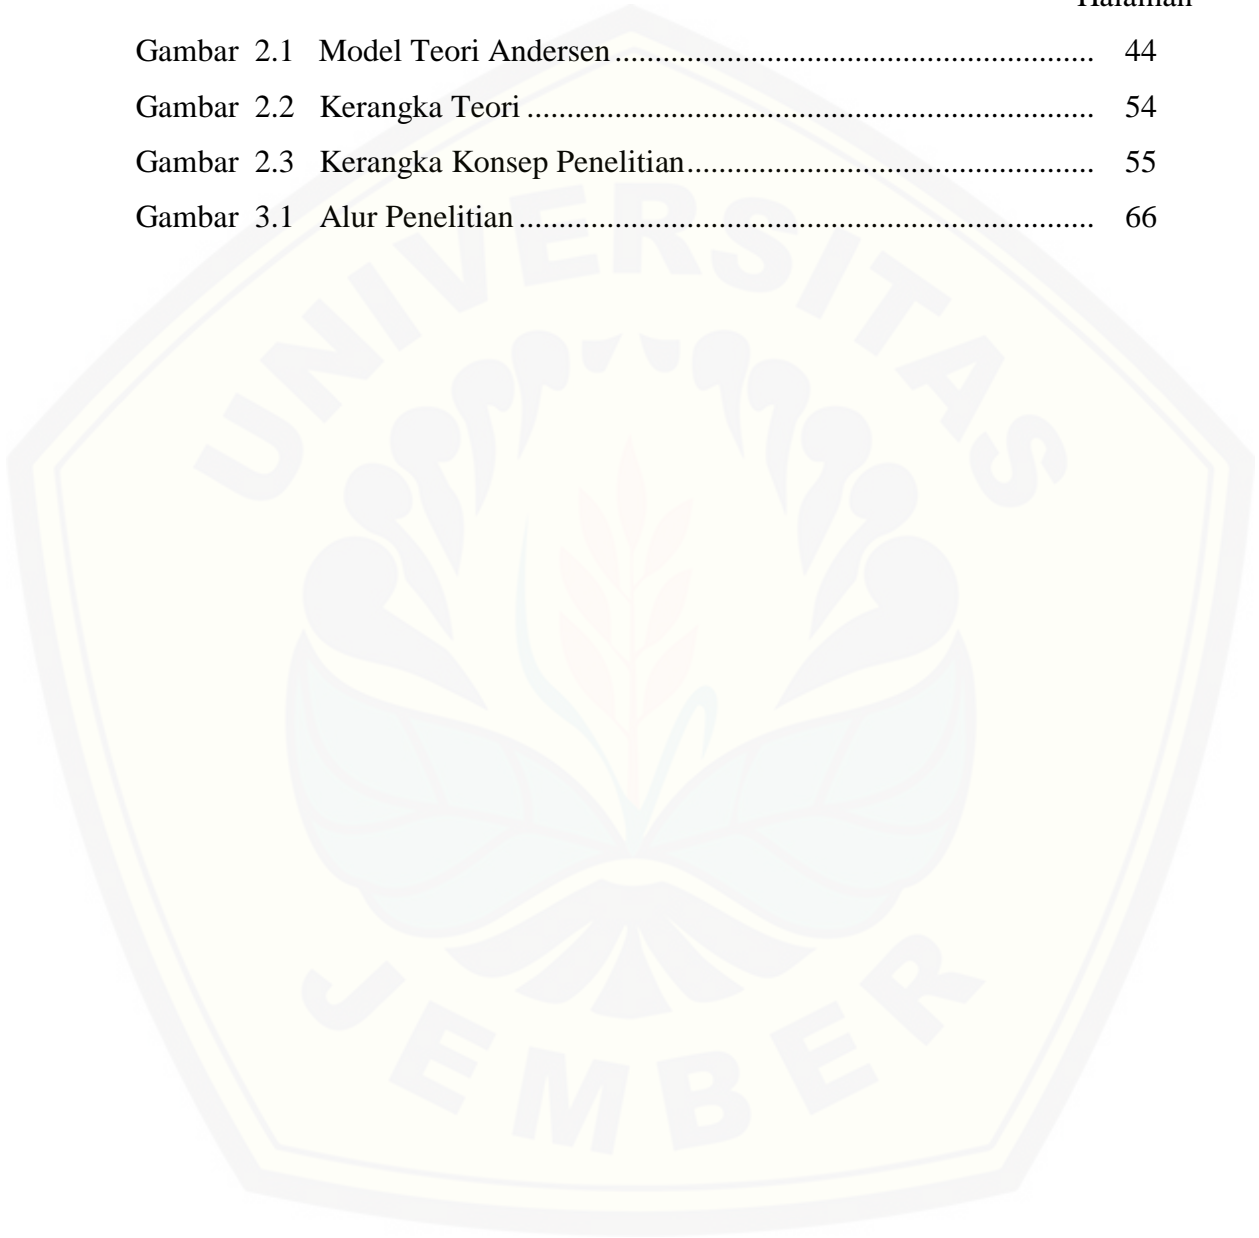 Halaman
Gambar 2.1 Model Teori Andersen ........................................................... 44
Gambar 2.2 Kerangka Teori ...................................................................... 54
Gambar 2.3 Kerangka Konsep Penelitian.................................................. 55
Gambar 3.1 Alur Penelitian ....................................................................... 66
UNIVERSITAS
JEMBER